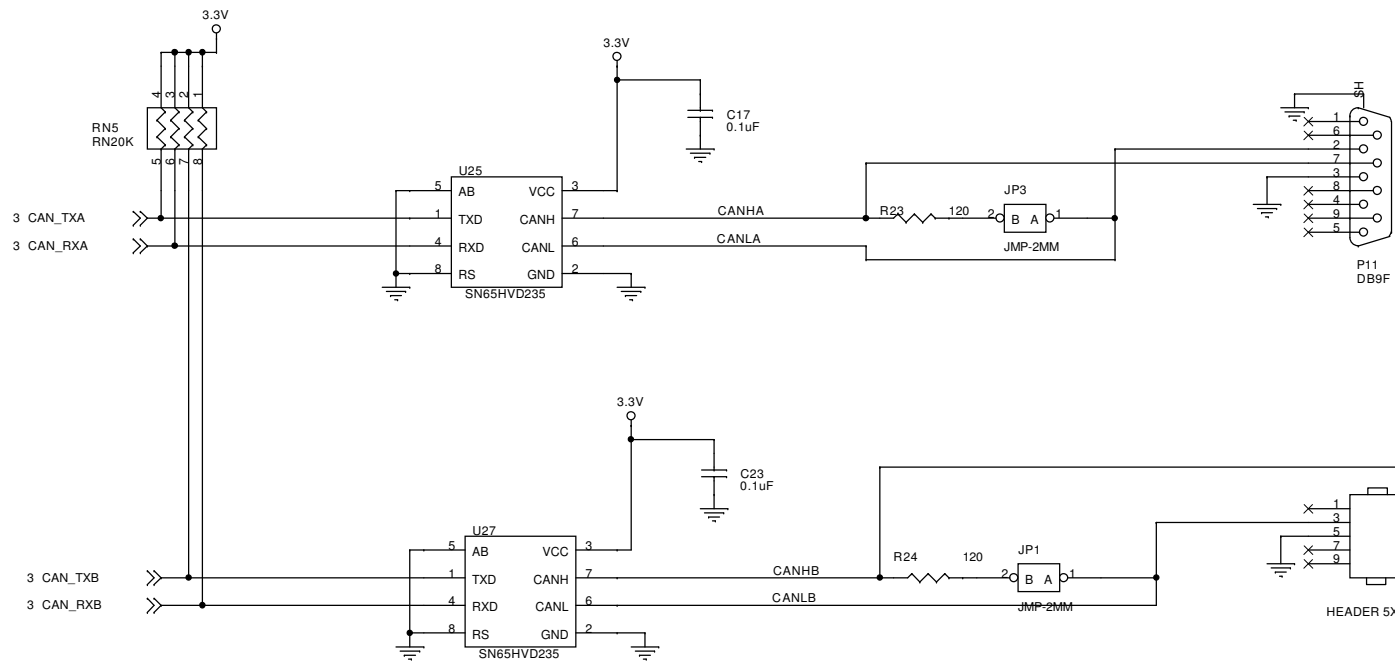 3.3V
4
3
2
1
RN5
RN20K
5
6
7
8
3.3V
C17
0.1uF
SH
1
6
2
7
3
8
4
9
5
P11
DB9F
U25
5 AB VCC 3
3 CAN_TXA 1 TXD CANH 7 CANHA R23 120 2 B A 1 JP3
3 CAN_RXA 4 RXD CANL 6 CANLA JMP-2MM
8 RS GND 2
SN65HVD235
3.3V
C23
0.1uF
U27
5 AB VCC 3
3 CAN_TXB 1 TXD CANH 7 CANHB R24 120 2 B A 1 JP1
3 CAN_RXB 4 RXD CANL 6 CANLB JMP-2MM
8 RS GND 2
SN65HVD235
1
3
5
7
9
HEADER 5X